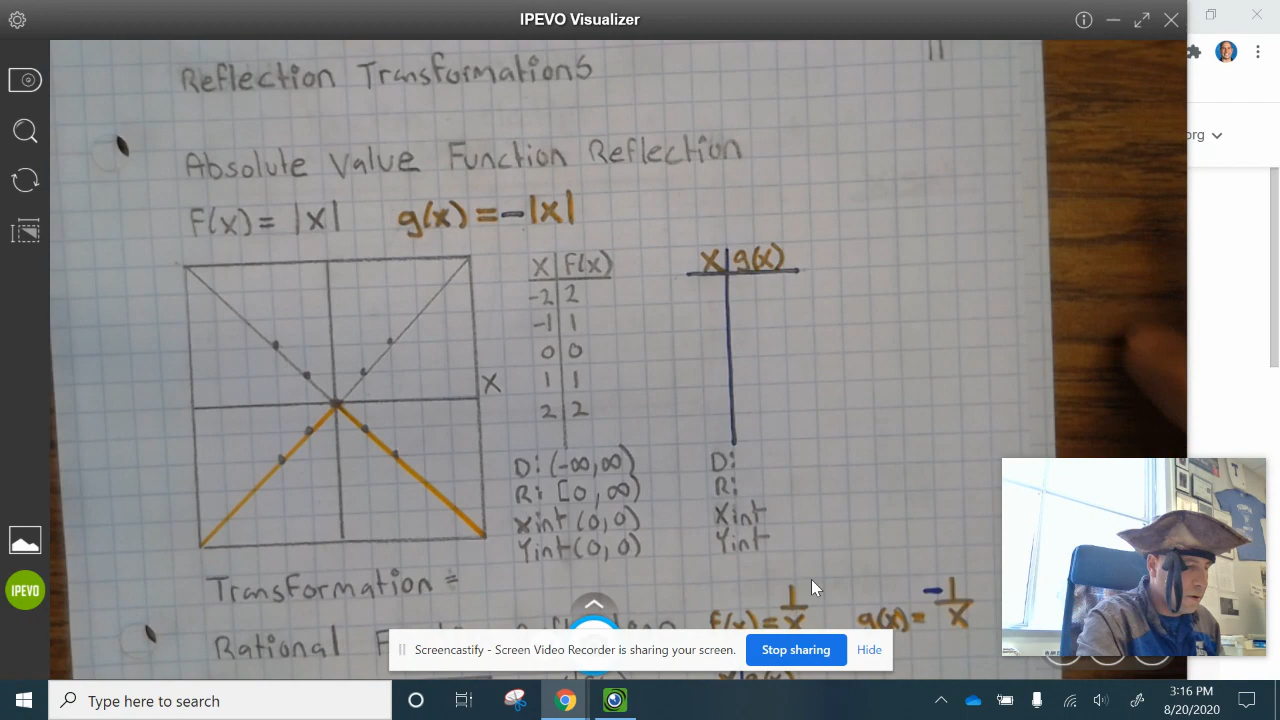 IPEVO Visualizer
11
Reflection Transformations
Absolute Value Function Reflection
F(x) = |x| g(x) = -|x|
X F(x)
-2 2
-1 1
0 0
1 1
2 2
D: (-∞,∞)
R: [0,∞)
Xint (0,0)
Yint (0,0)
X g(x)
D:
R:
Xint
Yint
X
Transformation =
Rational
f(x) = 1/x g(x) = -1/x
X g(x)
org
IPEVO
Screencastify - Screen Video Recorder is sharing your screen.
Stop sharing
Hide
Type here to search
3:16 PM
8/20/2020